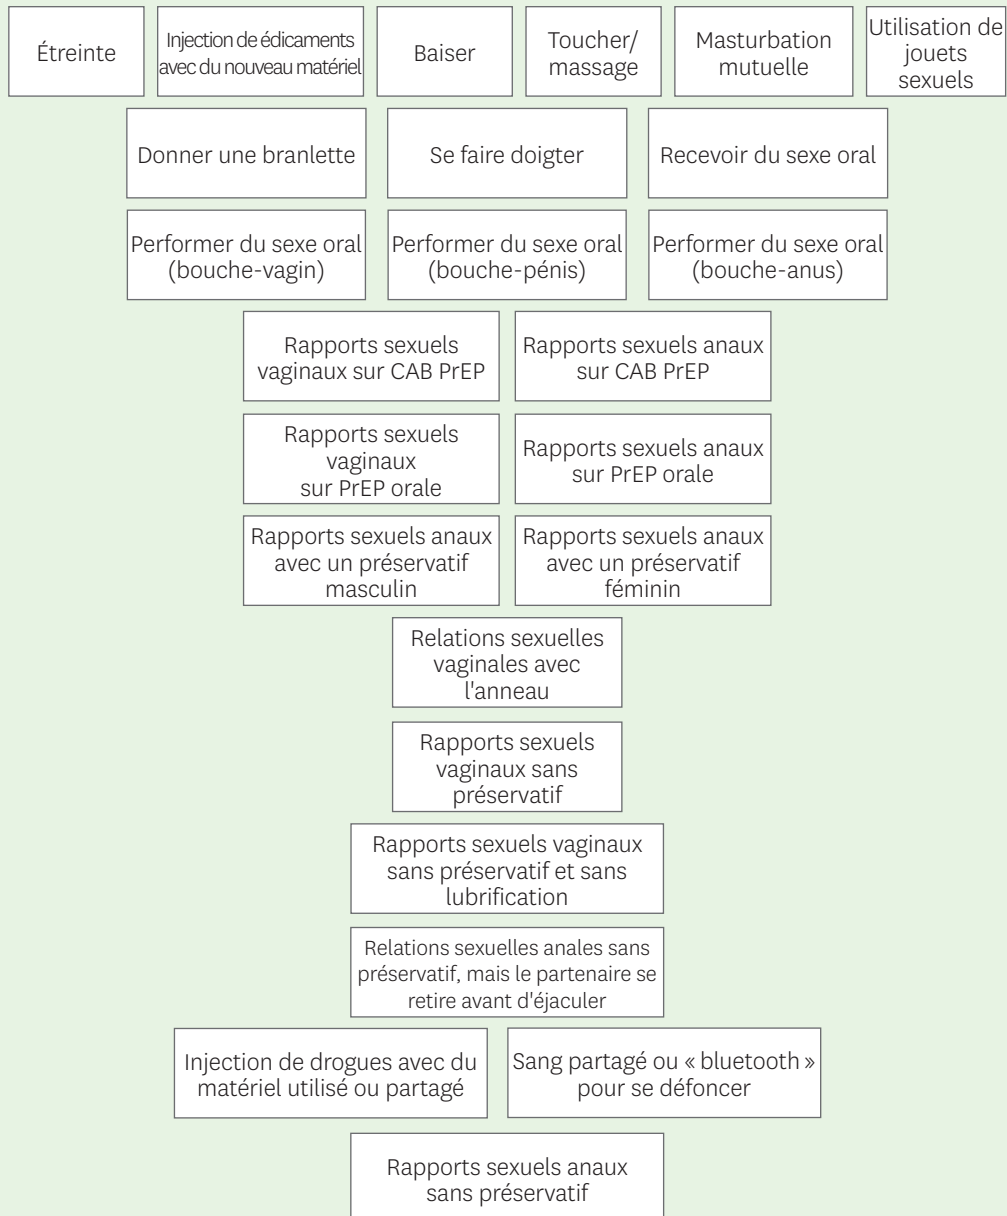 Étreinte
Injection de édicaments
avec du nouveau matériel
Baiser
Toucher/
massage
Masturbation
mutuelle
Utilisation de
jouets
sexuels
Donner une branlette
Se faire doigter
Recevoir du sexe oral
Performer du sexe oral
(bouche-vagin)
Performer du sexe oral
(bouche-pénis)
Performer du sexe oral
(bouche-anus)
Rapports sexuels
vaginaux sur CAB PrEP
Rapports sexuels anaux
sur CAB PrEP
Rapports sexuels
vaginaux
sur PrEP orale
Rapports sexuels anaux
sur PrEP orale
Rapports sexuels anaux
avec un préservatif
masculin
Rapports sexuels anaux
avec un préservatif
féminin
Relations sexuelles
vaginales avec
l'anneau
Rapports sexuels
vaginaux sans
préservatif
Rapports sexuels vaginaux
sans préservatif et sans
lubrification
Relations sexuelles anales sans
préservatif, mais le partenaire se
retire avant d'éjaculer
Injection de drogues avec du
matériel utilisé ou partagé
Sang partagé ou « bluetooth »
pour se défoncer
Rapports sexuels anaux
sans préservatif